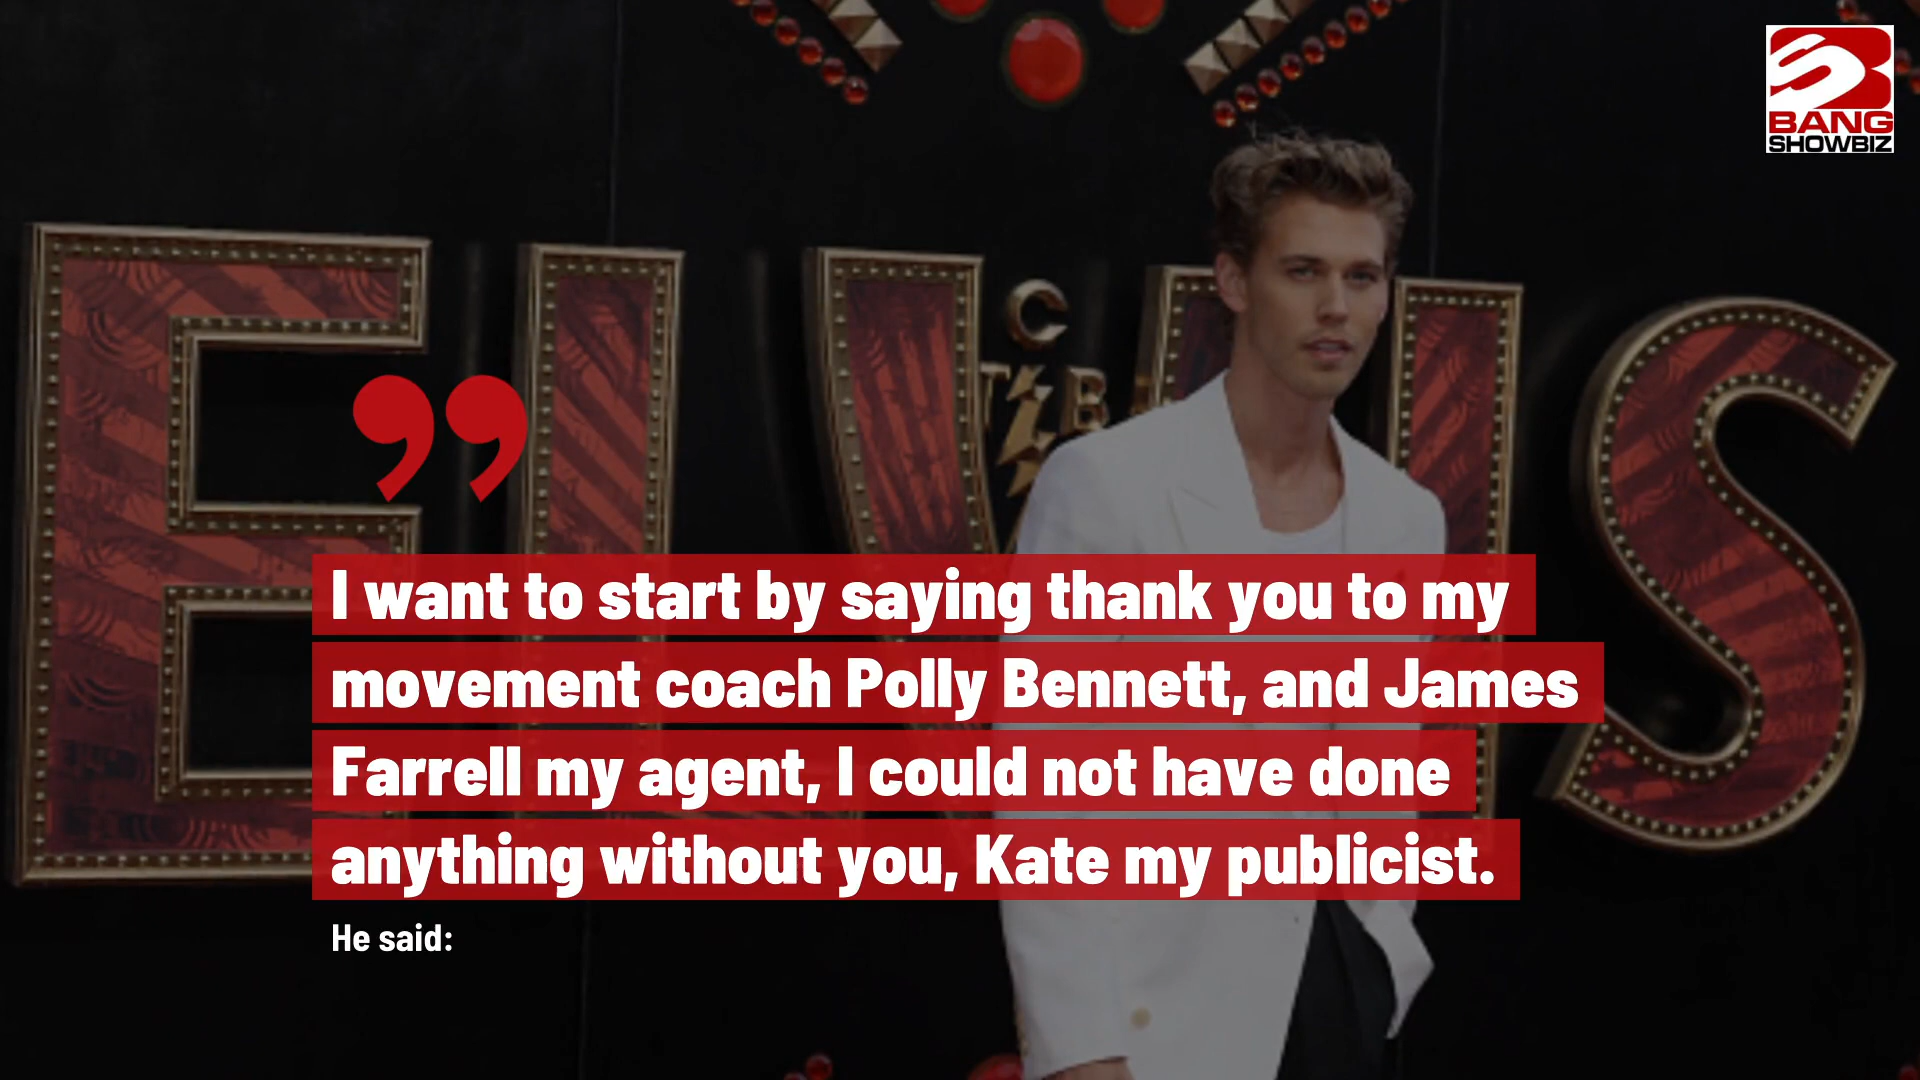 BANG
SHOWBIZ
ELVIS
”
I want to start by saying thank you to my
movement coach Polly Bennett, and James
Farrell my agent, I could not have done
anything without you, Kate my publicist.
He said: